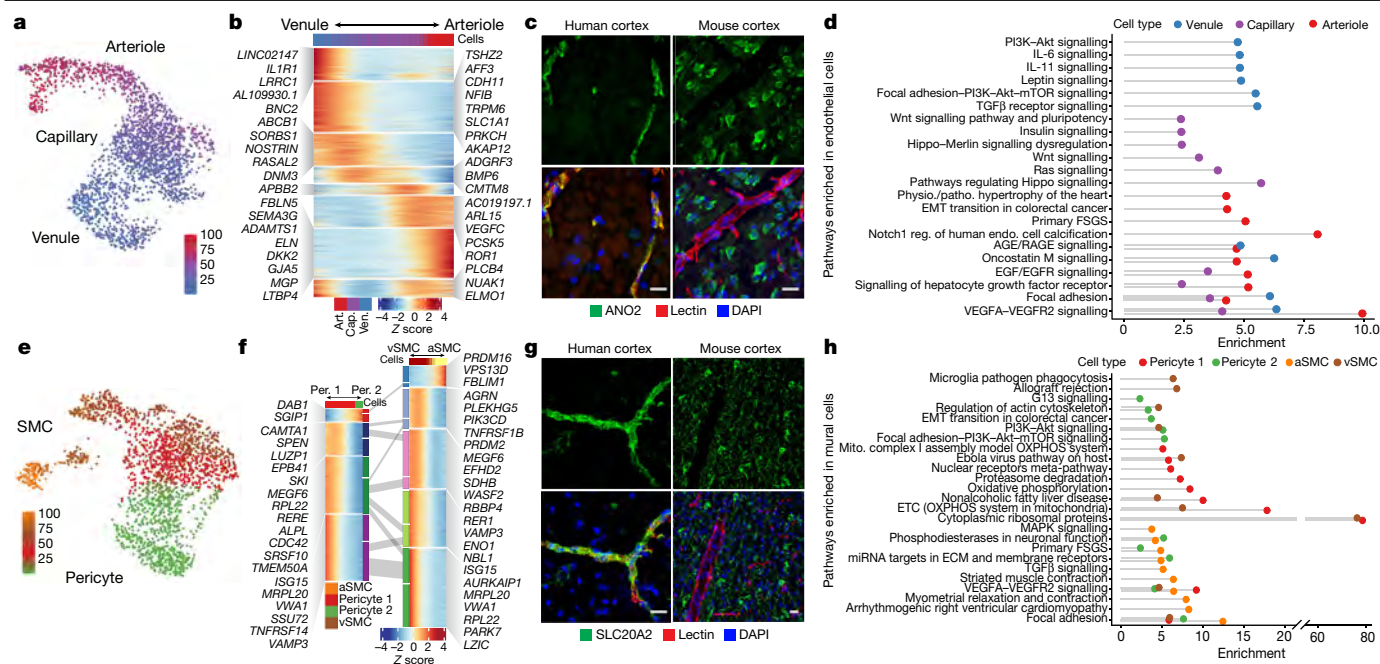 a
Arteriole
Capillary
Venule
100
75
50
25
b
Venule
Arteriole
Cells
LINC02147
IL1R1
LRRC1
AL109930.1
BNC2
ABCB1
SORBS1
NOSTRIN
RASAL2
DNM3
APBB2
FBLN5
SEMA3G
ADAMTS1
ELN
DKK2
GJA5
MGP
LTBP4
TSHZ2
AFF3
CDH11
NFIB
TRPM6
SLC1A1
PRKCH
AKAP12
ADGRF3
BMP6
CMTM8
AC019197.1
ARL15
VEGFC
PCSK5
ROR1
PLCB4
NUAK1
ELMO1
Art.
Cap.
Ven.
−4 −2 0 2 4
Z score
c
Human cortex
Mouse cortex
ANO2 Lectin DAPI
d
Cell type Venule Capillary Arteriole
Pathways enriched in endothelial cells
PI3K–Akt signalling
IL-6 signalling
IL-11 signalling
Leptin signalling
Focal adhesion–PI3K–Akt–mTOR signalling
TGFβ receptor signalling
Wnt signalling pathway and pluripotency
Insulin signalling
Hippo–Merlin signalling dysregulation
Wnt signalling
Ras signalling
Pathways regulating Hippo signalling
Physio./patho. hypertrophy of the heart
EMT transition in colorectal cancer
Primary FSGS
Notch1 reg. of human endo. cell calcification
AGE/RAGE signalling
Oncostatin M signalling
EGF/EGFR signalling
Signalling of hepatocyte growth factor receptor
Focal adhesion
VEGFA–VEGFR2 signalling
0 2.5 5.0 7.5 10.0
Enrichment
e
SMC
Pericyte
100
75
50
25
f
vSMC aSMC
Cells
Per. 1 Per. 2
Cells
DAB1
SGIP1
CAMTA1
SPEN
LUZP1
EPB41
SKI
MEGF6
RPL22
RERE
ALPL
CDC42
SRSF10
TMEM50A
ISG15
MRPL20
VWA1
SSU72
TNFRSF14
VAMP3
PRDM16
VPS13D
FBLIM1
AGRN
PLEKHG5
PIK3CD
TNFRSF1B
PRDM2
MEGF6
EFHD2
SDHB
WASF2
RBBP4
RER1
VAMP3
ENO1
NBL1
ISG15
AURKAIP1
MRPL20
VWA1
RPL22
PARK7
LZIC
aSMC
Pericyte 1
Pericyte 2
vSMC
−4 −2 0 2 4
Z score
g
Human cortex
Mouse cortex
SLC20A2 Lectin DAPI
h
Cell type Pericyte 1 Pericyte 2 aSMC vSMC
Pathways enriched in mural cells
Microglia pathogen phagocytosis
Allograft rejection
G13 signalling
Regulation of actin cytoskeleton
EMT transition in colorectal cancer
PI3K–Akt signalling
Focal adhesion–PI3K–Akt–mTOR signalling
Mito. complex I assembly model OXPHOS system
Ebola virus pathway on host
Nuclear receptors meta-pathway
Proteasome degradation
Oxidative phosphorylation
Nonalcoholic fatty liver disease
ETC (OXPHOS system in mitochondria)
Cytoplasmic ribosomal proteins
MAPK signalling
Phosphodiesterases in neuronal function
Primary FSGS
miRNA targets in ECM and membrane receptors
TGFβ signalling
Striated muscle contraction
VEGFA–VEGFR2 signalling
Myometrial relaxation and contraction
Arrhythmogenic right ventricular cardiomyopathy
Focal adhesion
0 5 10 15 20 60 80
Enrichment